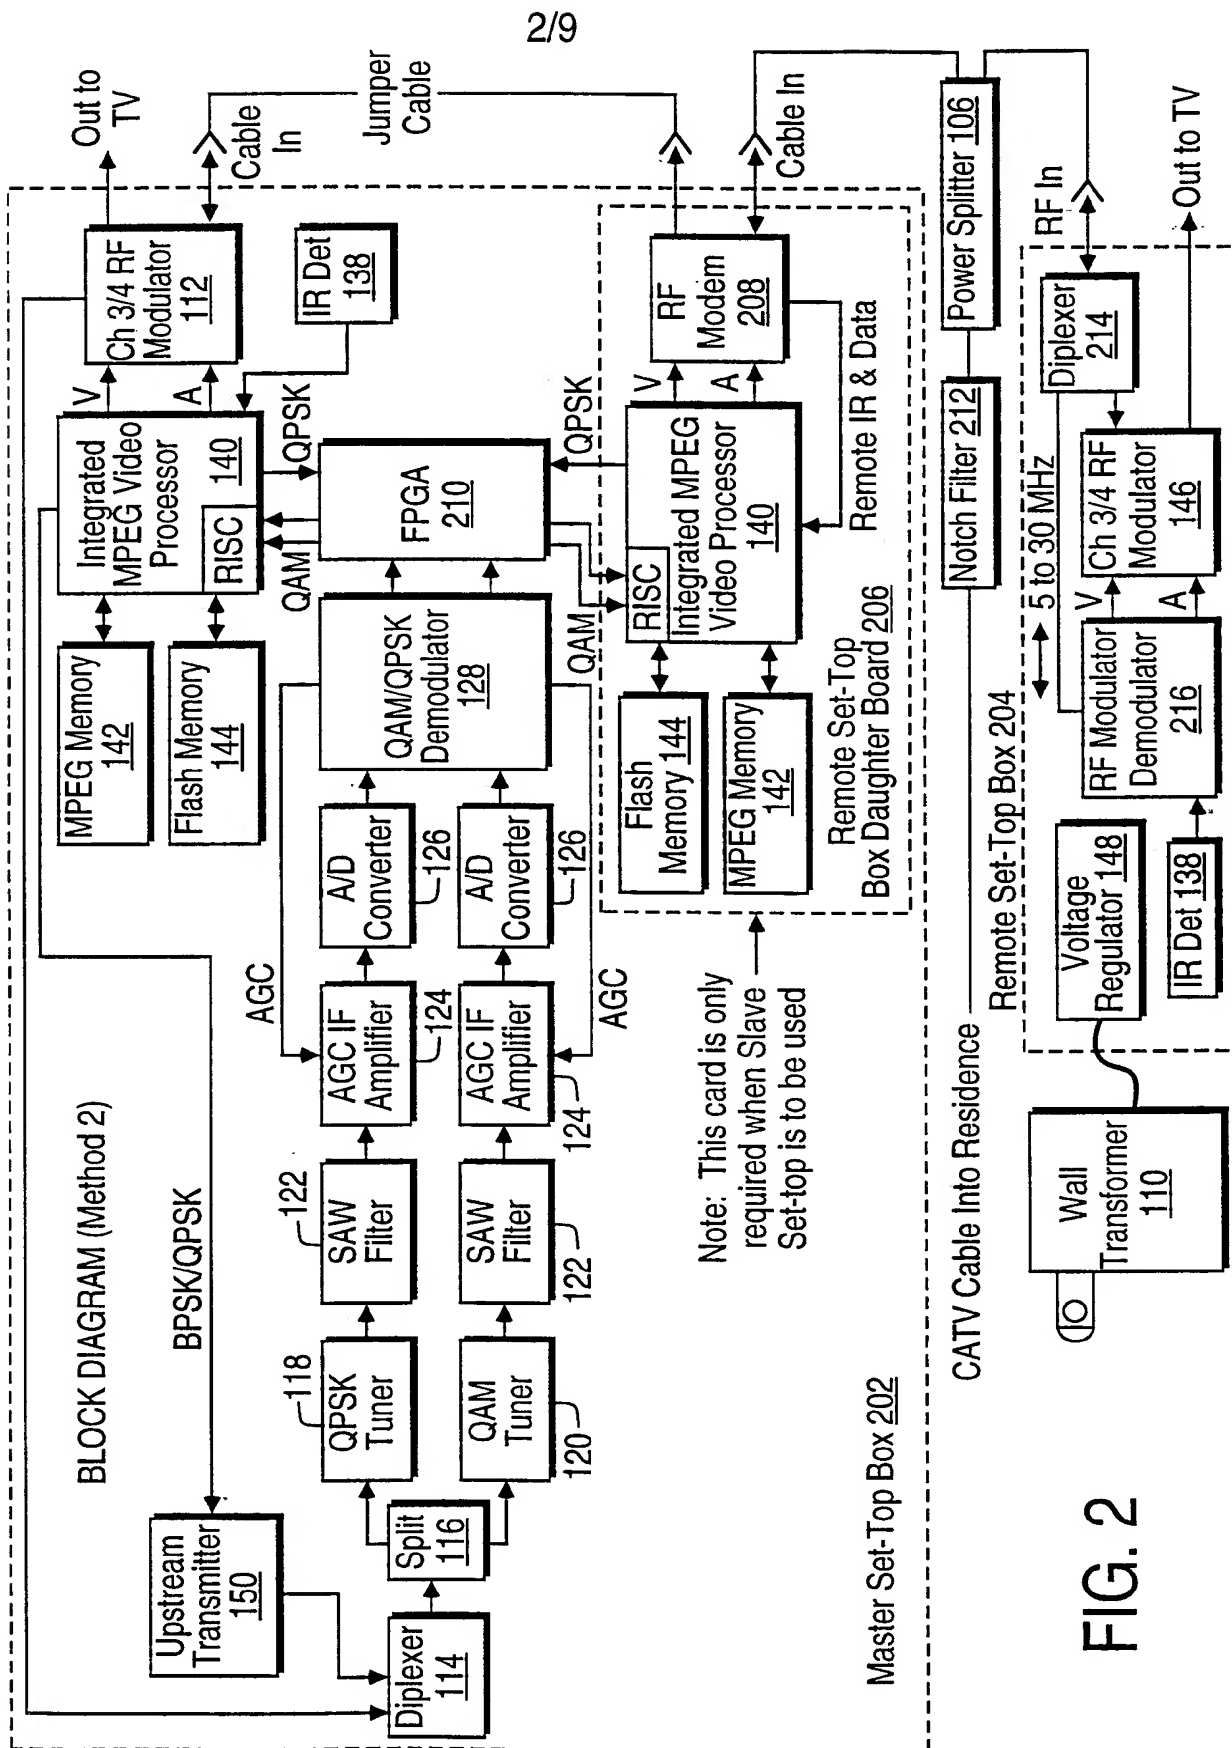 2/9
BLOCK DIAGRAM (Method 2)
Out to
TV
Cable
In
Jumper
Cable
Ch 3/4 RF
Modulator
112
IR Det
138
V
A
Integrated
MPEG Video
Processor
140
RISC
MPEG Memory
142
Flash Memory
144
BPSK/QPSK
Upstream
Transmitter
150
Diplexer
114
Split
116
118
QPSK
Tuner
QAM
Tuner
120
122
SAW
Filter
SAW
Filter
122
AGC
AGC IF
Amplifier
124
AGC IF
Amplifier
124
AGC
A/D
Converter
126
A/D
Converter
126
QAM/QPSK
Demodulator
128
QAM
QPSK
FPGA
210
QAM
QPSK
RISC
Integrated MPEG
Video Processor
140
V
A
RF
Modem
208
Cable In
Remote IR & Data
Flash
Memory 144
MPEG Memory
142
Remote Set-Top
Box Daughter Board 206
Note: This card is only
required when Slave
Set-top is to be used
Master Set-Top Box 202
CATV Cable Into Residence
Notch Filter 212
Power Splitter 106
RF In
Remote Set-Top Box 204
5 to 30 MHz
Diplexer
214
Ch 3/4 RF
Modulator
146
V
A
RF Modulator
Demodulator
216
Out to TV
Voltage
Regulator 148
IR Det 138
Wall
Transformer
110
FIG. 2